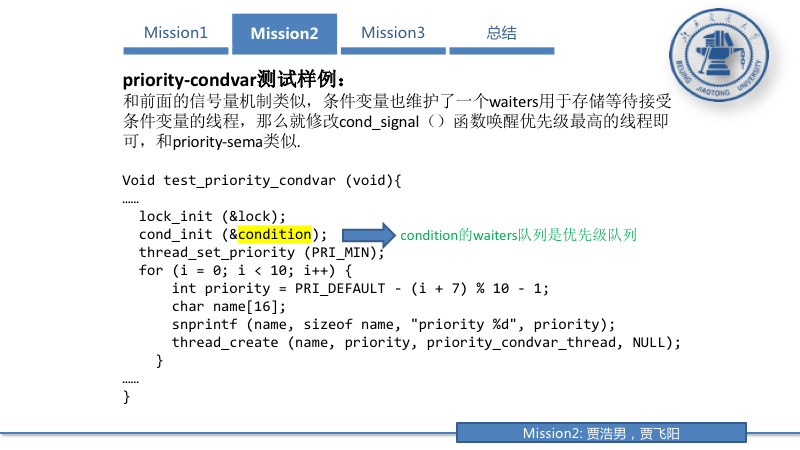 Mission1
Mission2
Mission3
总结
priority-condvar测试样例：
和前面的信号量机制类似，条件变量也维护了一个waiters用于存储等待接受
条件变量的线程，那么就修改cond_signal（）函数唤醒优先级最高的线程即
可，和priority-sema类似.
Void test_priority_condvar (void){
……
lock_init (&lock);
cond_init (&condition);
condition的waiters队列是优先级队列
thread_set_priority (PRI_MIN);
for (i = 0; i < 10; i++) {
int priority = PRI_DEFAULT - (i + 7) % 10 - 1;
char name[16];
snprintf (name, sizeof name, "priority %d", priority);
thread_create (name, priority, priority_condvar_thread, NULL);
}
……
}
Mission2: 贾浩男，贾飞阳
BEIJING JIAOTONG UNIVERSITY